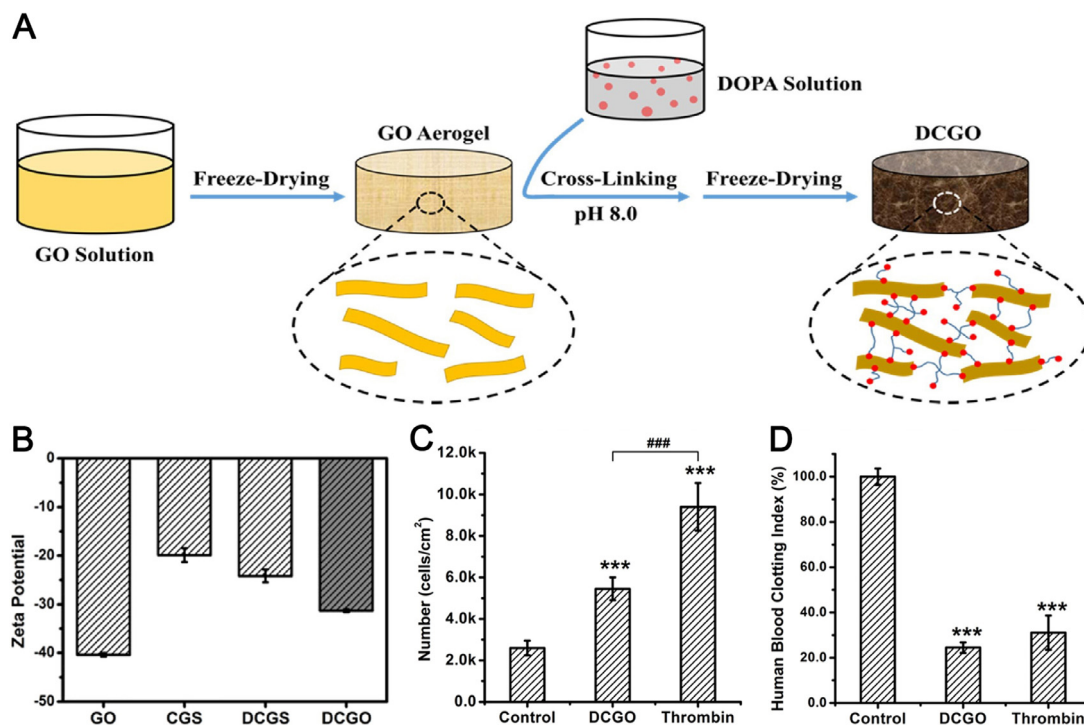 A
GO Solution
Freeze-Drying
GO Aerogel
DOPA Solution
Cross-Linking
pH 8.0
Freeze-Drying
DCGO
B
Zeta Potential
0
-10
-20
-30
-40
-50
GO CGS DCGS DCGO
C
Number (cells/cm²)
12.0k
10.0k
8.0k
6.0k
4.0k
2.0k
0.0
###
***
***
Control DCGO Thrombin
D
Human Blood Clotting Index (%)
100.0
80.0
60.0
40.0
20.0
0.0
***
***
Control DCGO Thrombin